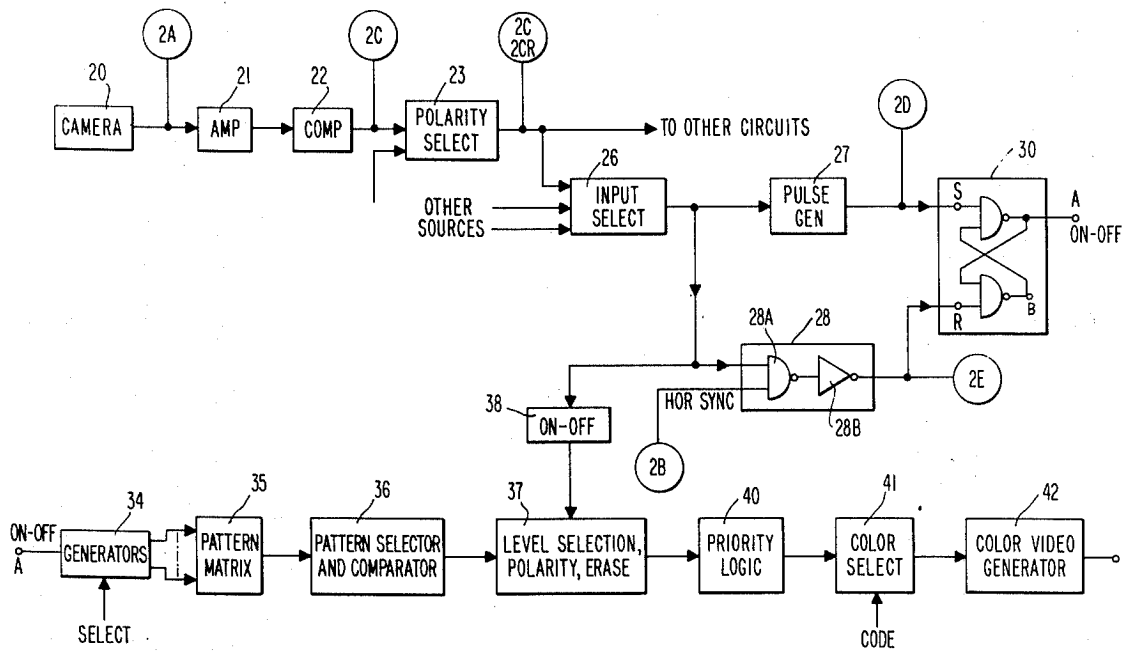 2A
2C
2C
2CR
20
21
22
23
CAMERA
AMP
COMP
POLARITY
SELECT
TO OTHER CIRCUITS
2D
26
27
30
OTHER
SOURCES
INPUT
SELECT
PULSE
GEN
S
A
ON-OFF
R
B
28A
28
HOR SYNC
28B
2E
38
ON-OFF
2B
34
35
36
37
40
41
42
ON-OFF
A
GENERATORS
PATTERN
MATRIX
PATTERN SELECTOR
AND COMPARATOR
LEVEL SELECTION,
POLARITY, ERASE
PRIORITY
LOGIC
COLOR
SELECT
COLOR VIDEO
GENERATOR
SELECT
CODE